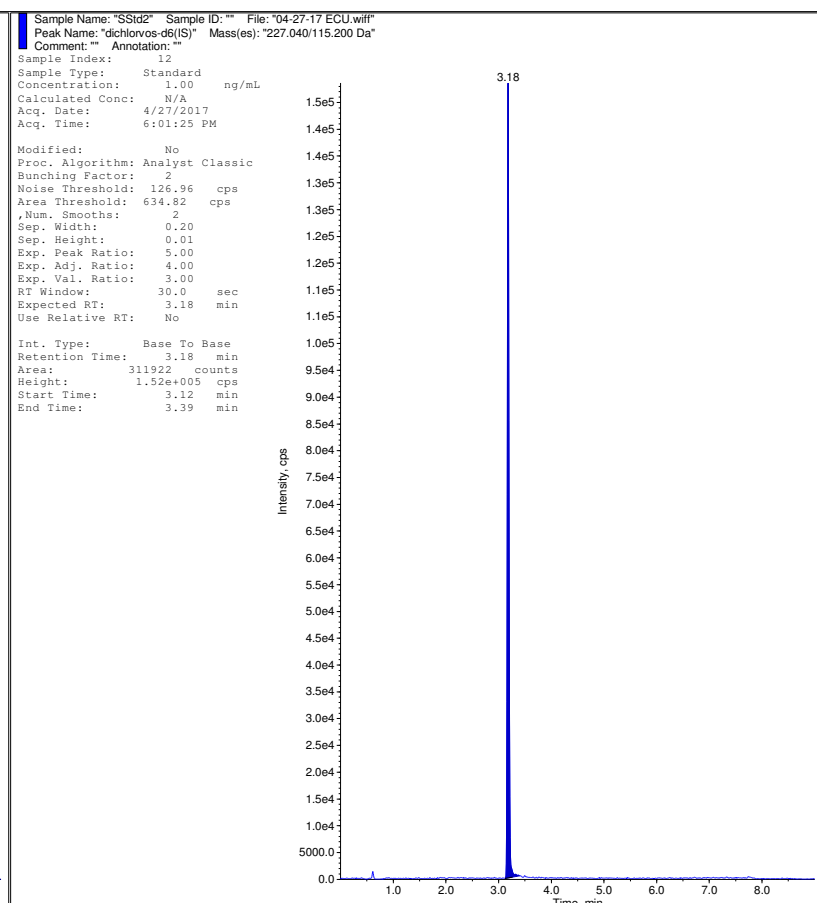 Sample Name: "SStd2"    Sample ID: ""    File: "04-27-17 ECU.wiff"
Peak Name: "dichlorvos-d6(IS)"    Mass(es): "227.040/115.200 Da"
Comment: ""    Annotation: ""
Sample Index: 12
Sample Type: Standard
Concentration: 1.00 ng/mL
Calculated Conc: N/A
Acq. Date: 4/27/2017
Acq. Time: 6:01:25 PM
Modified: No
Proc. Algorithm: Analyst Classic
Bunching Factor: 2
Noise Threshold: 126.96 cps
Area Threshold: 634.82 cps
,Num. Smooths: 2
Sep. Width: 0.20
Sep. Height: 0.01
Exp. Peak Ratio: 5.00
Exp. Adj. Ratio: 4.00
Exp. Val. Ratio: 3.00
RT Window: 30.0 sec
Expected RT: 3.18 min
Use Relative RT: No
Int. Type: Base To Base
Retention Time: 3.18 min
Area: 311922 counts
Height: 1.52e+005 cps
Start Time: 3.12 min
End Time: 3.39 min
3.18
1.5e5
1.4e5
1.4e5
1.3e5
1.3e5
1.2e5
1.2e5
1.1e5
1.1e5
1.0e5
9.5e4
9.0e4
8.5e4
8.0e4
7.5e4
7.0e4
6.5e4
6.0e4
5.5e4
5.0e4
4.5e4
4.0e4
3.5e4
3.0e4
2.5e4
2.0e4
1.5e4
1.0e4
5000.0
0.0
Intensity, cps
1.0 2.0 3.0 4.0 5.0 6.0 7.0 8.0
Time, min